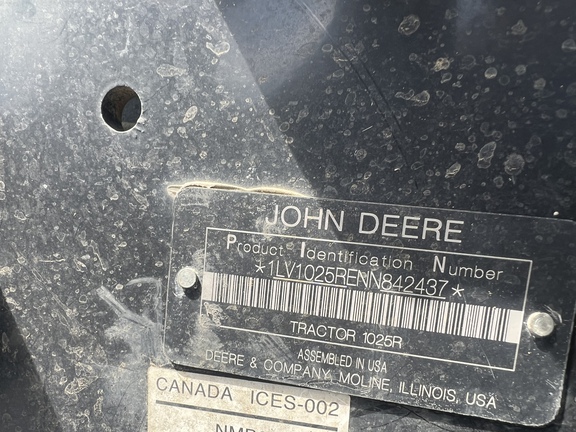 JOHN DEERE
Product Identification Number
*1LV1025RENN842437*
TRACTOR 1025R
ASSEMBLED IN USA
DEERE & COMPANY, MOLINE, ILLINOIS, USA
CANADA ICES-002